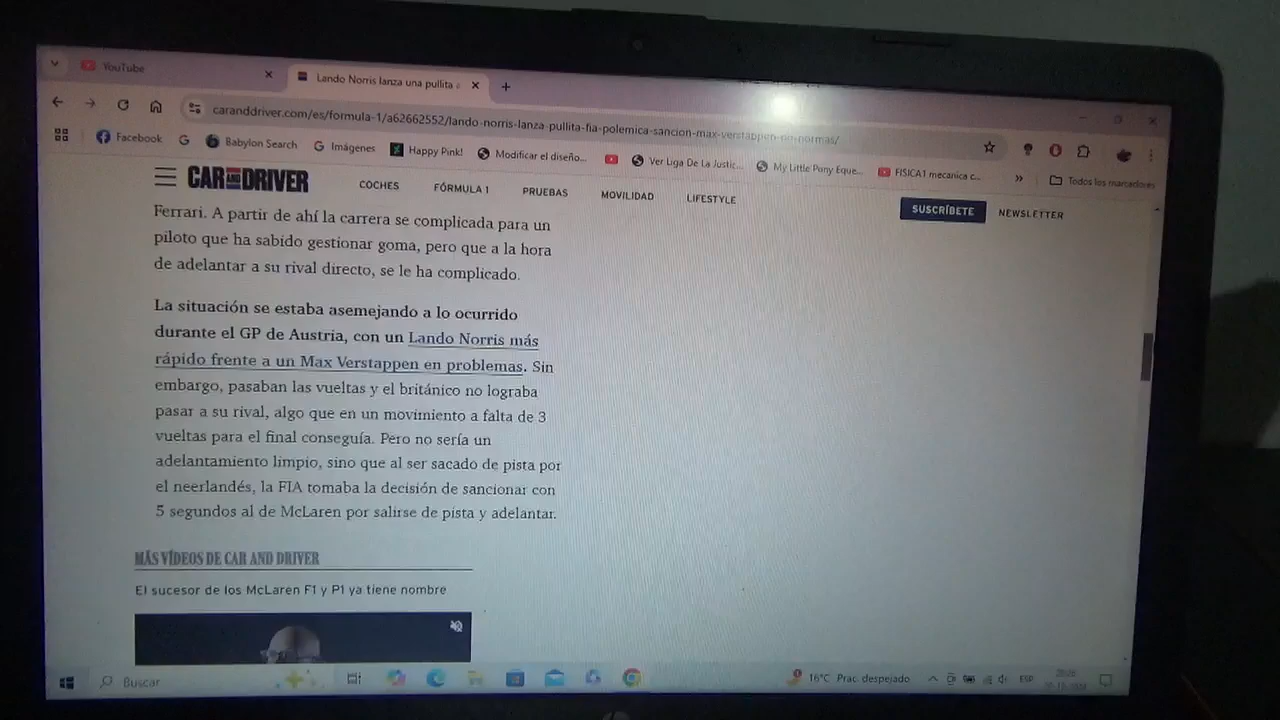 YouTube
Lando Norris lanza una pullita
caranddriver.com/es/formula-1/a62662552/lando-norris-lanza-pullita-fia-polemica-sancion-max-verstappen-no-normas/
Facebook
Babylon Search
Imágenes
Happy Pink!
Modificar el diseño...
Ver Liga De La Justic...
My Little Pony Eque...
FISICA1 mecanica c...
»
Todos los marcadores
CAR AND DRIVER
COCHES
FÓRMULA 1
PRUEBAS
MOVILIDAD
LIFESTYLE
SUSCRÍBETE
NEWSLETTER
Ferrari. A partir de ahí la carrera se complicada para un
piloto que ha sabido gestionar goma, pero que a la hora
de adelantar a su rival directo, se le ha complicado.
La situación se estaba asemejando a lo ocurrido
durante el GP de Austria, con un Lando Norris más
rápido frente a un Max Verstappen en problemas. Sin
embargo, pasaban las vueltas y el británico no lograba
pasar a su rival, algo que en un movimiento a falta de 3
vueltas para el final conseguía. Pero no sería un
adelantamiento limpio, sino que al ser sacado de pista por
el neerlandés, la FIA tomaba la decisión de sancionar con
5 segundos al de McLaren por salirse de pista y adelantar.
MÁS VÍDEOS DE CAR AND DRIVER
El sucesor de los McLaren F1 y P1 ya tiene nombre
Buscar
16°C Prac. despejado
ESP